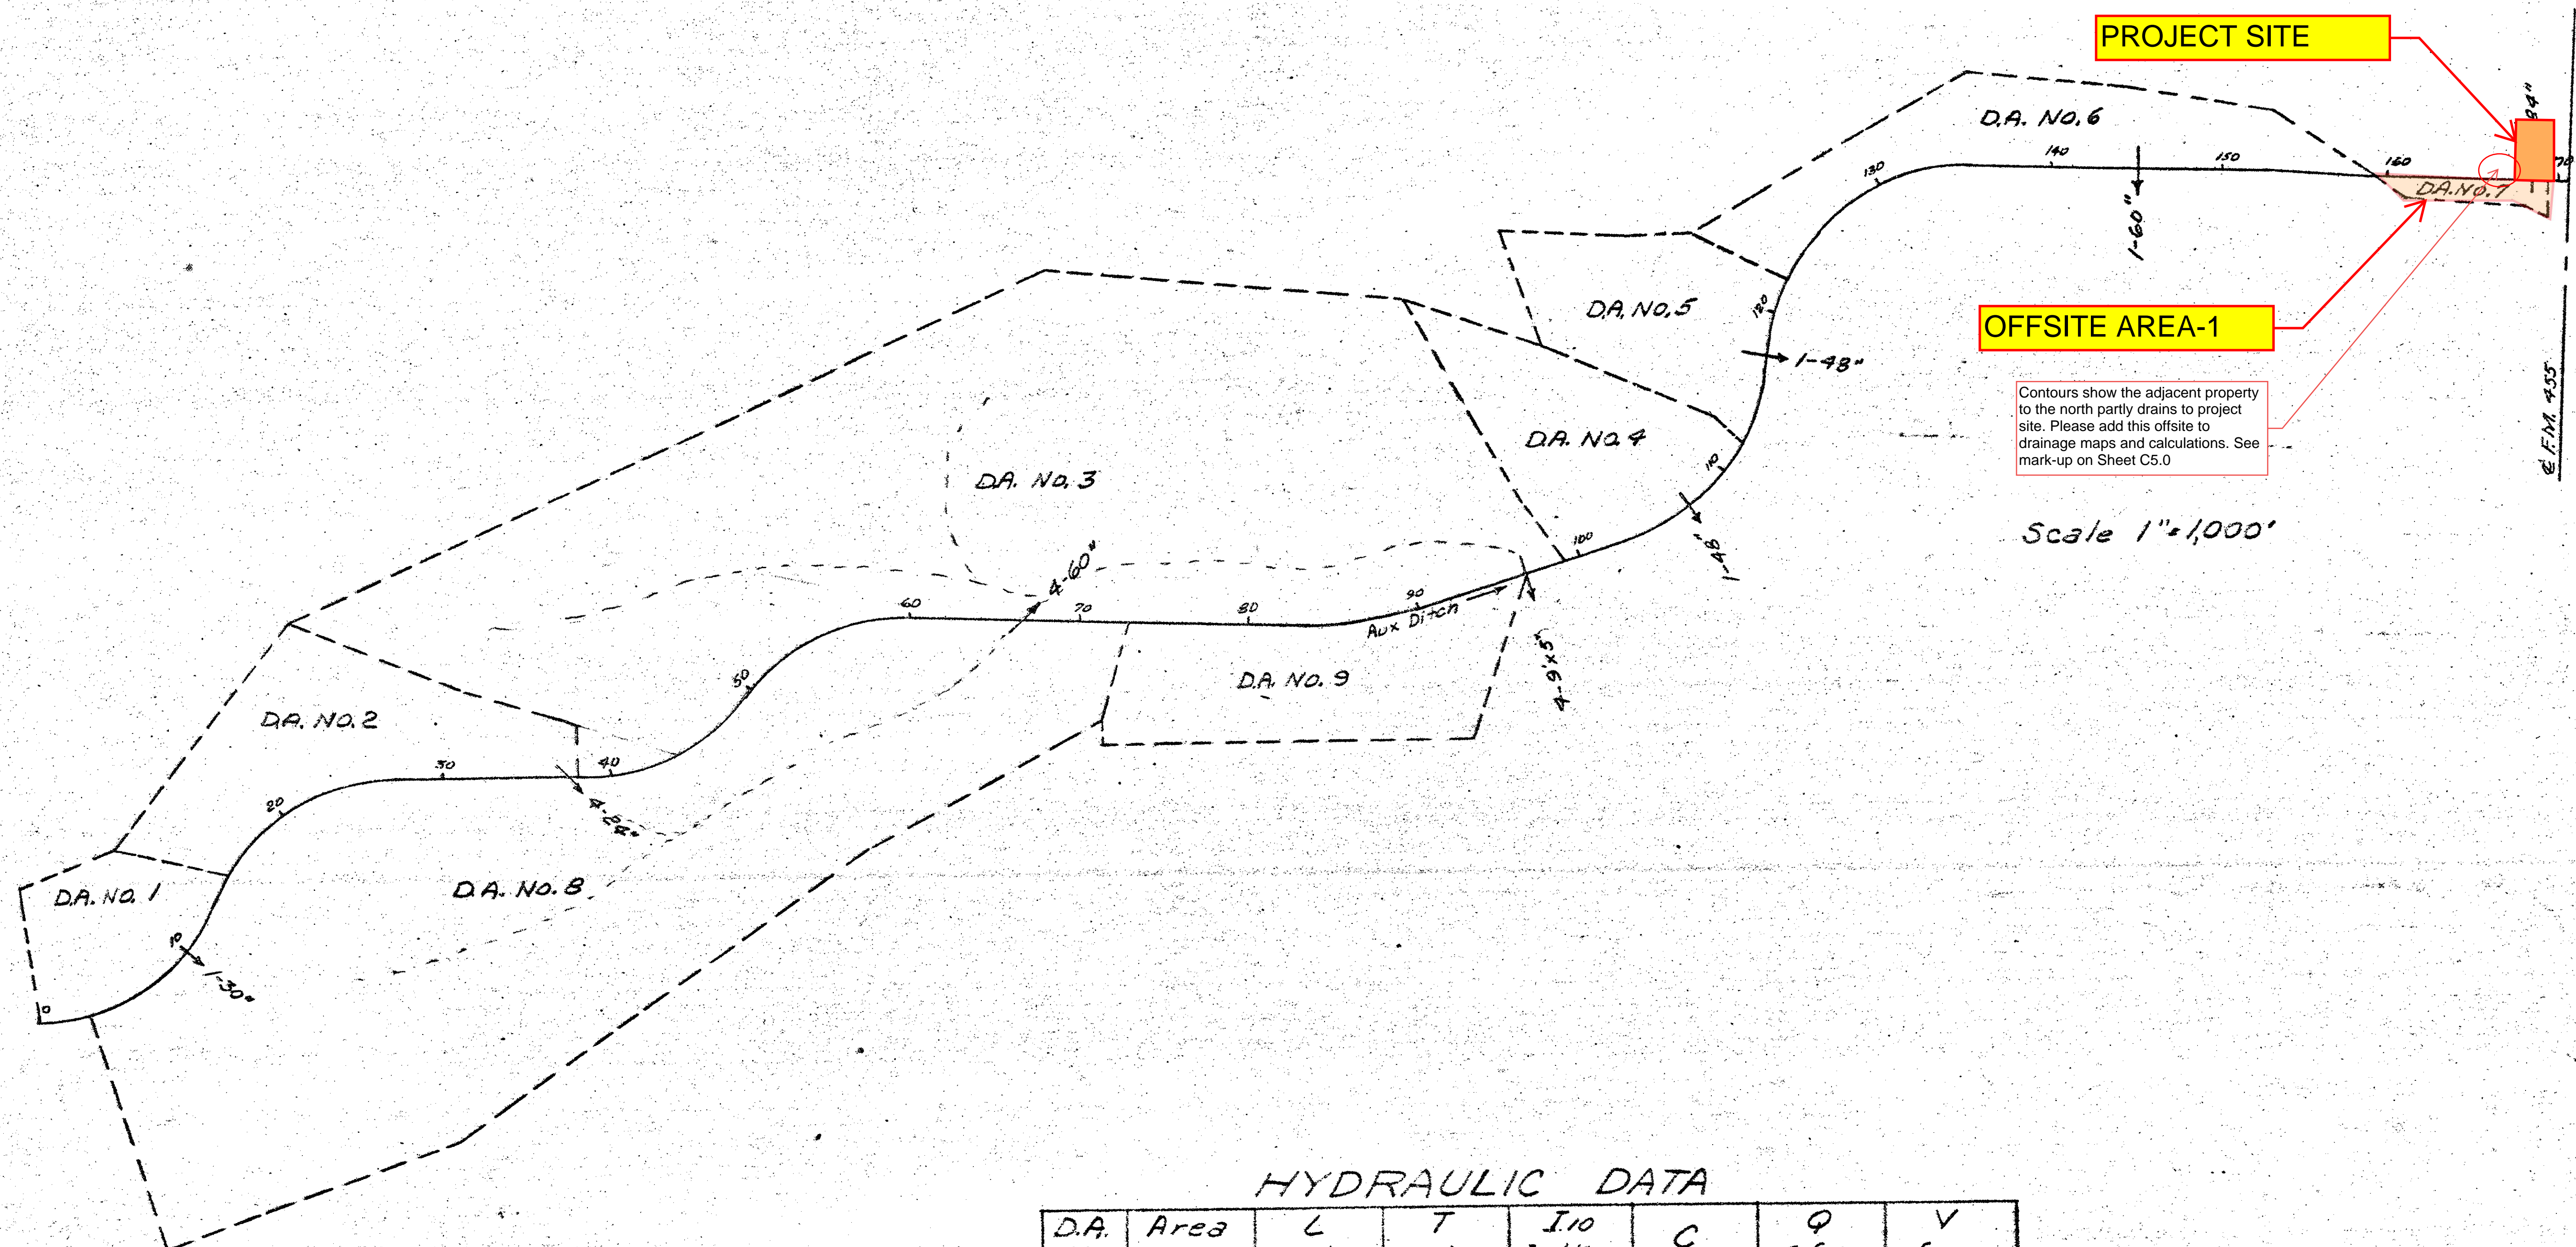 PROJECT SITE
84"
D.A. NO. 6
130
140
150
160
70
D.A. NO. 7
1-60"
OFFSITE AREA-1
Contours show the adjacent property
to the north partly drains to project
site. Please add this offsite to
drainage maps and calculations. See
mark-up on Sheet C5.0
℄ F.M. 455
Scale 1"=1,000'
D.A. NO. 5
120
1-48"
D.A. NO. 4
110
1-48"
100
D.A. NO. 3
4-60"
60
70
80
90
Aux Ditch
4-9'x5'
D.A. NO. 9
50
D.A. NO. 2
30
40
20
D.A. NO. 8
D.A. NO. 1
10
1-30"
0
HYDRAULIC DATA
D.A. Area L T I10 C Q V